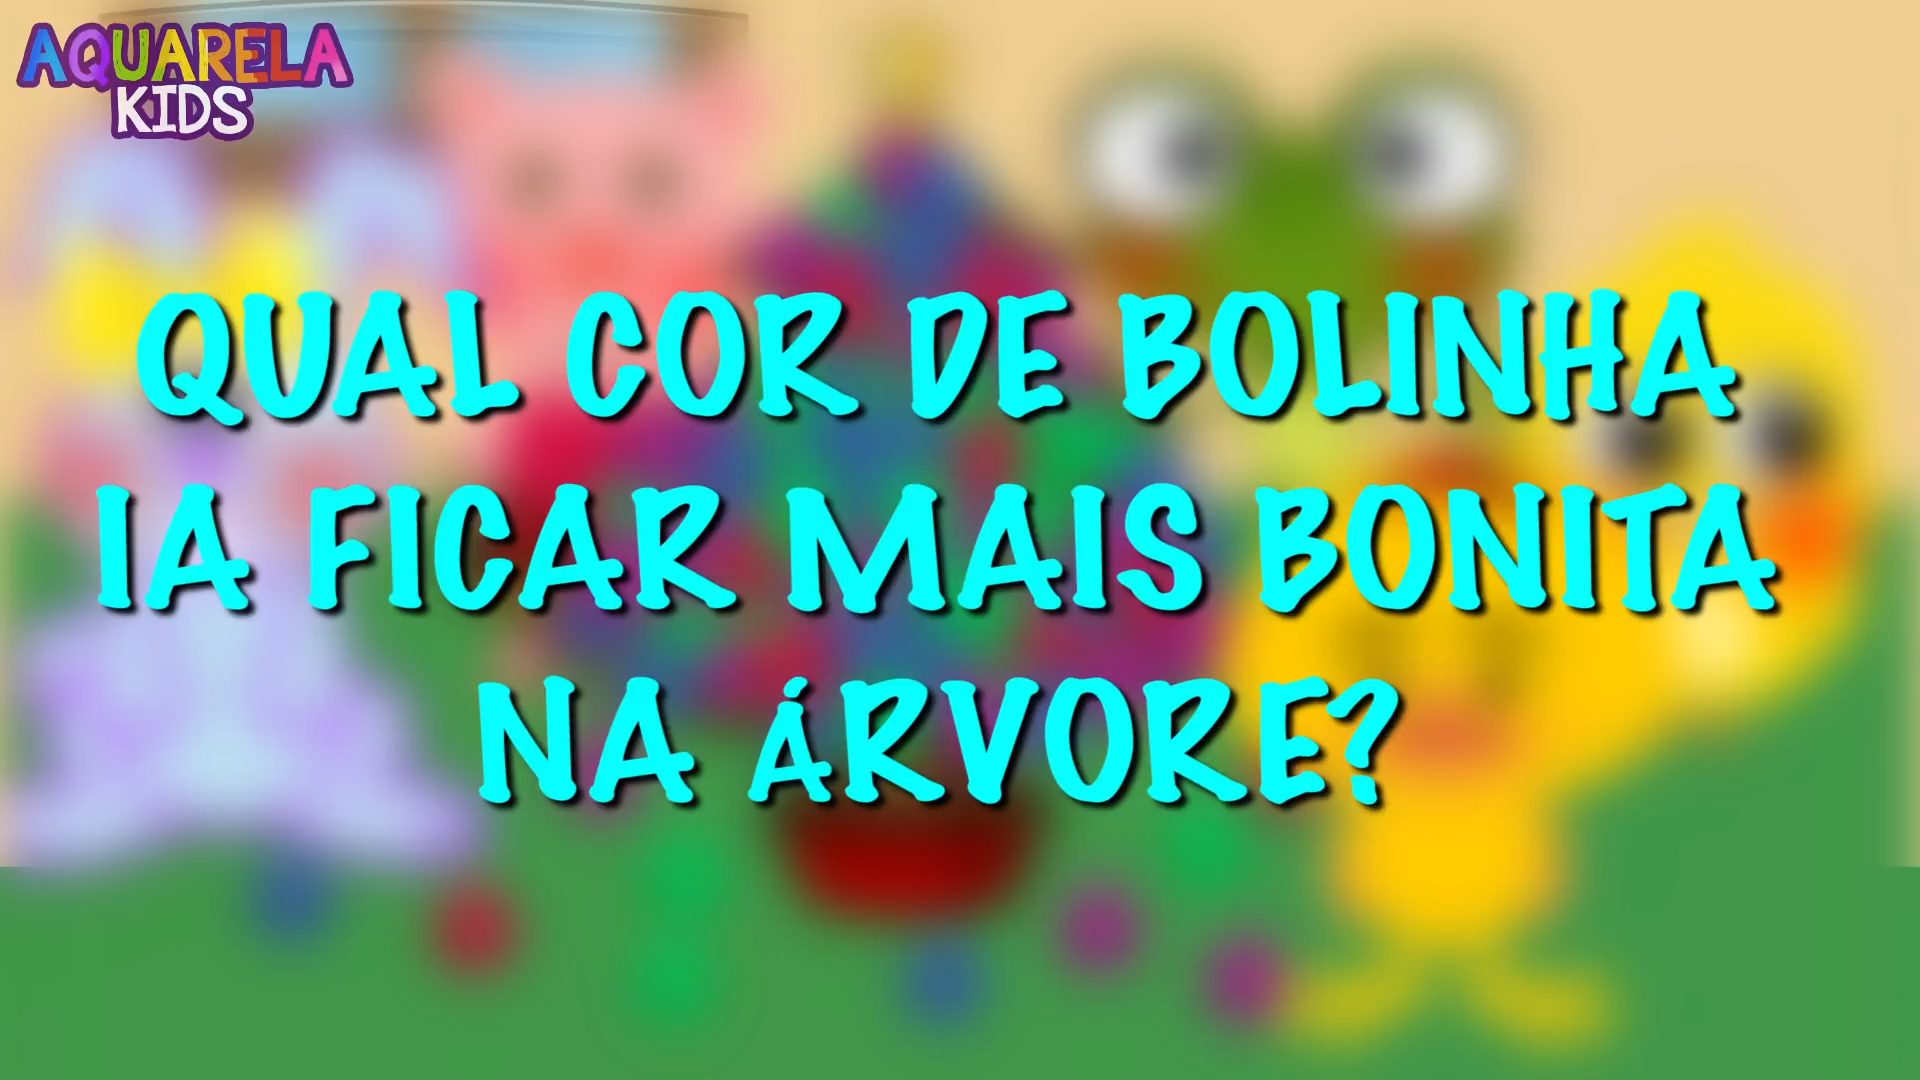 AQUARELA
KIDS
QUAL COR DE BOLINHA
IA FICAR MAIS BONITA
NA ÁRVORE?